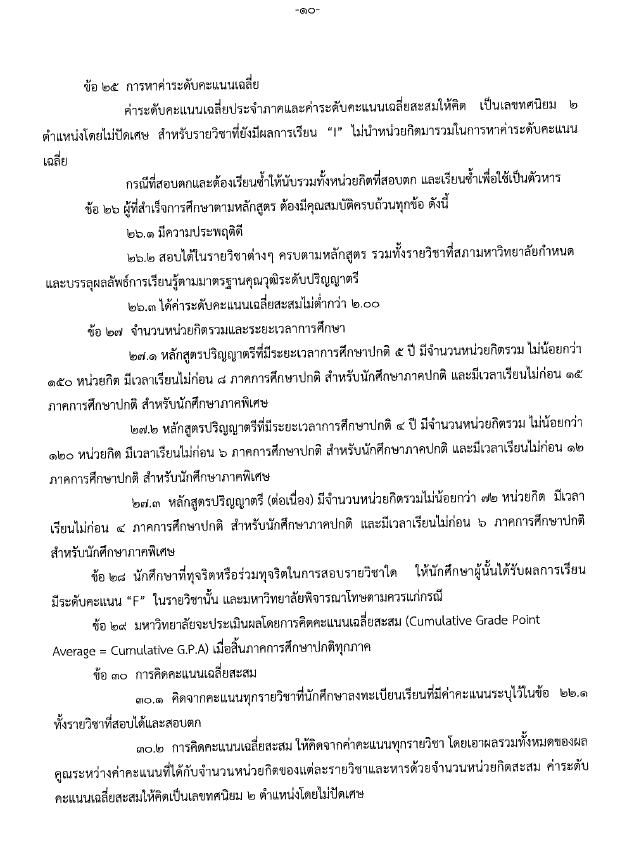 -๑๐-
ข้อ ๒๕ การหาค่าระดับคะแนนเฉลี่ย
ค่าระดับคะแนนเฉลี่ยประจำภาคและค่าระดับคะแนนเฉลี่ยสะสมให้คิด เป็นเลขทศนิยม ๒
ตำแหน่งโดยไม่ปัดเศษ สำหรับรายวิชาที่ยังมีผลการเรียน “I” ไม่นำหน่วยกิตมารวมในการหาค่าระดับคะแนน
เฉลี่ย
กรณีที่สอบตกและต้องเรียนซ้ำให้นับรวมทั้งหน่วยกิตที่สอบตก และเรียนซ้ำเพื่อใช้เป็นตัวหาร
ข้อ ๒๖ ผู้ที่สำเร็จการศึกษาตามหลักสูตร ต้องมีคุณสมบัติครบถ้วนทุกข้อ ดังนี้
๒๖.๑ มีความประพฤติดี
๒๖.๒ สอบได้ในรายวิชาต่างๆ ครบตามหลักสูตร รวมทั้งรายวิชาที่สภามหาวิทยาลัยกำหนด
และบรรลุผลลัพธ์การเรียนรู้ตามมาตรฐานคุณวุฒิระดับปริญญาตรี
๒๖.๓ ได้ค่าระดับคะแนนเฉลี่ยสะสมไม่ต่ำกว่า ๒.๐๐
ข้อ ๒๗ จำนวนหน่วยกิตรวมและระยะเวลาการศึกษา
๒๗.๑ หลักสูตรปริญญาตรีที่มีระยะเวลาการศึกษาปกติ ๕ ปี มีจำนวนหน่วยกิตรวม ไม่น้อยกว่า
๑๕๐ หน่วยกิต มีเวลาเรียนไม่ก่อน ๘ ภาคการศึกษาปกติ สำหรับนักศึกษาภาคปกติ และมีเวลาเรียนไม่ก่อน ๑๕
ภาคการศึกษาปกติ สำหรับนักศึกษาภาคพิเศษ
๒๗.๒ หลักสูตรปริญญาตรีที่มีระยะเวลาการศึกษาปกติ ๔ ปี มีจำนวนหน่วยกิตรวม ไม่น้อยกว่า
๑๒๐ หน่วยกิต มีเวลาเรียนไม่ก่อน ๖ ภาคการศึกษาปกติ สำหรับนักศึกษาภาคปกติ และมีเวลาเรียนไม่ก่อน ๑๒
ภาคการศึกษาปกติ สำหรับนักศึกษาภาคพิเศษ
๒๗.๓ หลักสูตรปริญญาตรี (ต่อเนื่อง) มีจำนวนหน่วยกิตรวมไม่น้อยกว่า ๗๒ หน่วยกิต มีเวลา
เรียนไม่ก่อน ๔ ภาคการศึกษาปกติ สำหรับนักศึกษาภาคปกติ และมีเวลาเรียนไม่ก่อน ๖ ภาคการศึกษาปกติ
สำหรับนักศึกษาภาคพิเศษ
ข้อ ๒๘ นักศึกษาที่ทุจริตหรือร่วมทุจริตในการสอบรายวิชาใด ให้นักศึกษาผู้นั้นได้รับผลการเรียน
มีระดับคะแนน “F” ในรายวิชานั้น และมหาวิทยาลัยพิจารณาโทษตามควรแก่กรณี
ข้อ ๒๙ มหาวิทยาลัยจะประเมินผลโดยการคิดคะแนนเฉลี่ยสะสม (Cumulative Grade Point
Average = Cumulative G.P.A) เมื่อสิ้นภาคการศึกษาปกติทุกภาค
ข้อ ๓๐ การคิดคะแนนเฉลี่ยสะสม
๓๐.๑ คิดจากคะแนนทุกรายวิชาที่นักศึกษาลงทะเบียนเรียนที่มีค่าคะแนนระบุไว้ในข้อ ๒๒.๑
ทั้งรายวิชาที่สอบได้และสอบตก
๓๐.๒ การคิดคะแนนเฉลี่ยสะสม ให้คิดจากค่าคะแนนทุกรายวิชา โดยเอาผลรวมทั้งหมดของผล
คูณระหว่างค่าคะแนนที่ได้กับจำนวนหน่วยกิตของแต่ละรายวิชาและหารด้วยจำนวนหน่วยกิตสะสม ค่าระดับ
คะแนนเฉลี่ยสะสมให้คิดเป็นเลขทศนิยม ๒ ตำแหน่งโดยไม่ปัดเศษ